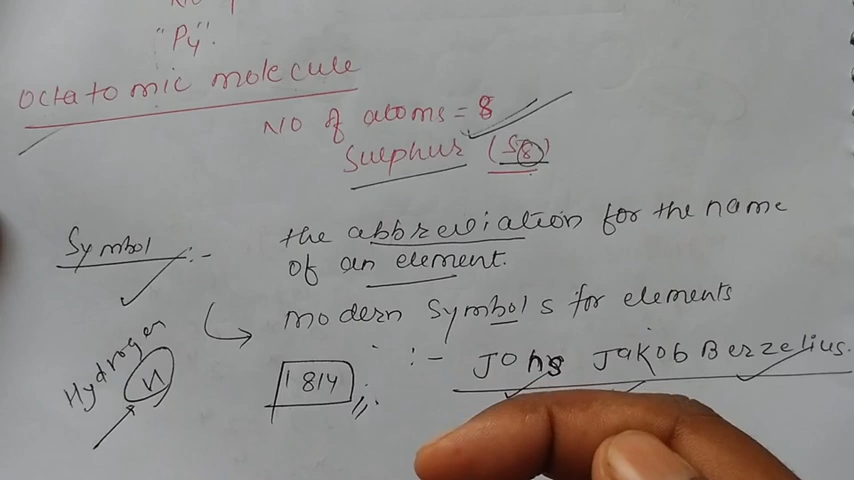 "P4".
Octatomic molecule
NO of atoms = 8
Sulphur (S8)
Symbol :- the abbreviation for the name
of an element.
modern symbols for elements
:- JOhs Jakob Berzelius.
Hydrogen
H
1814